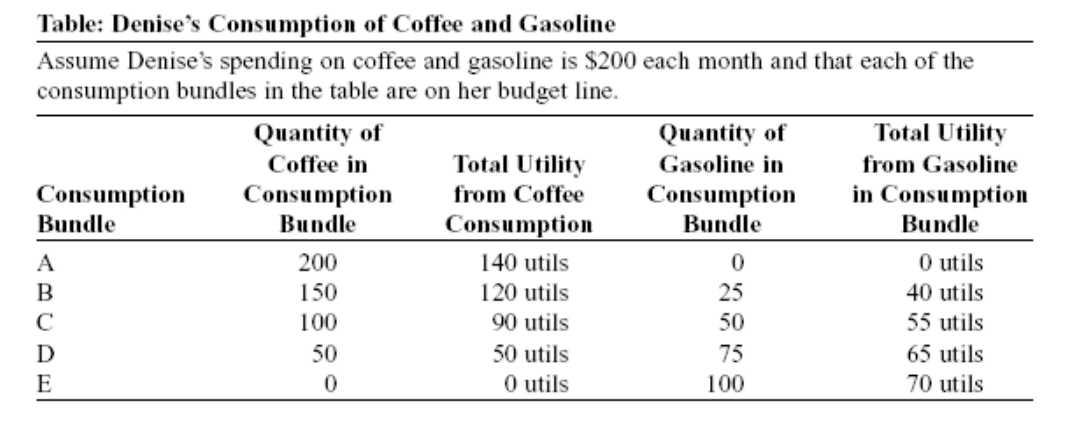 Table: Denise's Consumption of Coffee and Gasoline
Assume Denise's spending on coffee and gasoline is $200 each month and that each of the
consumption bundles in the table are on her budget line.
Quantity of Quantity of Total Utility
Coffee in Total Utility Gasoline in from Gasoline
Consumption Consumption from Coffee Consumption in Consumption
Bundle Bundle Consumption Bundle Bundle
A 200 140 utils 0 0 utils
B 150 120 utils 25 40 utils
C 100 90 utils 50 55 utils
D 50 50 utils 75 65 utils
E 0 0 utils 100 70 utils